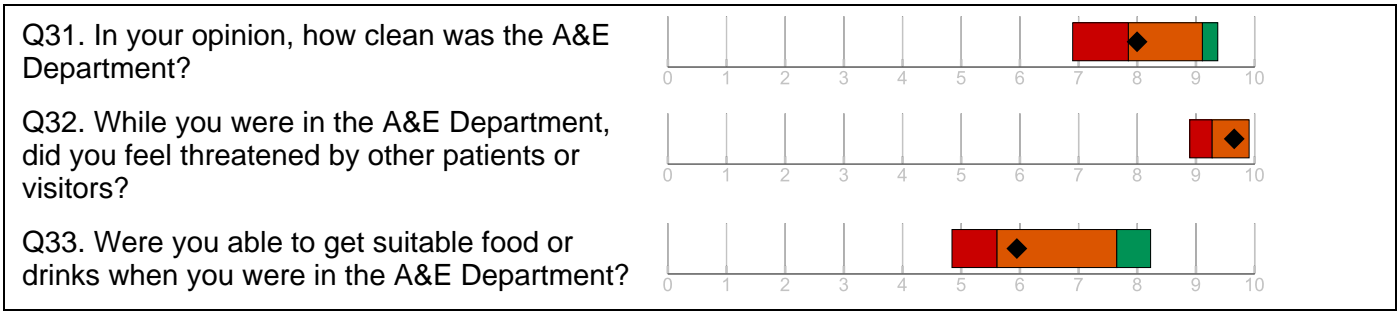 Q31. In your opinion, how clean was the A&E
Department?
0 1 2 3 4 5 6 7 8 9 10
Q32. While you were in the A&E Department,
did you feel threatened by other patients or
visitors?
0 1 2 3 4 5 6 7 8 9 10
Q33. Were you able to get suitable food or
drinks when you were in the A&E Department?
0 1 2 3 4 5 6 7 8 9 10